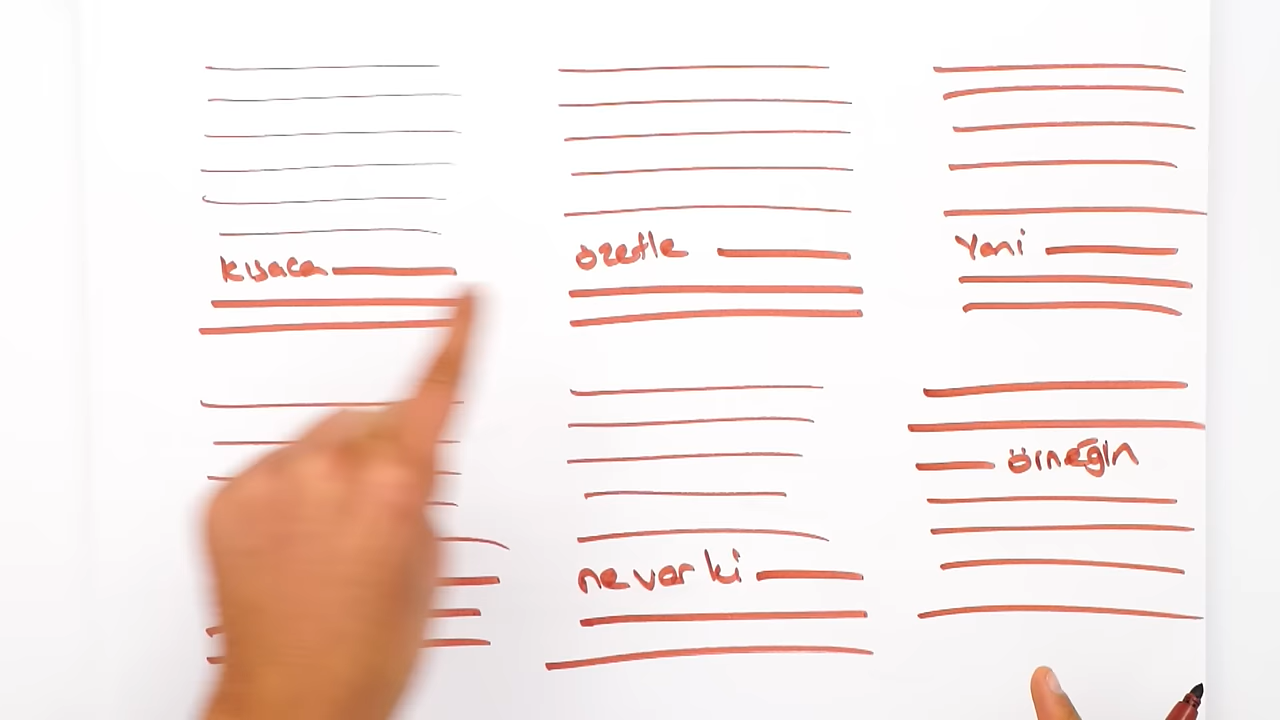 kısaca
özetle
Yani
örneğin
ne var ki